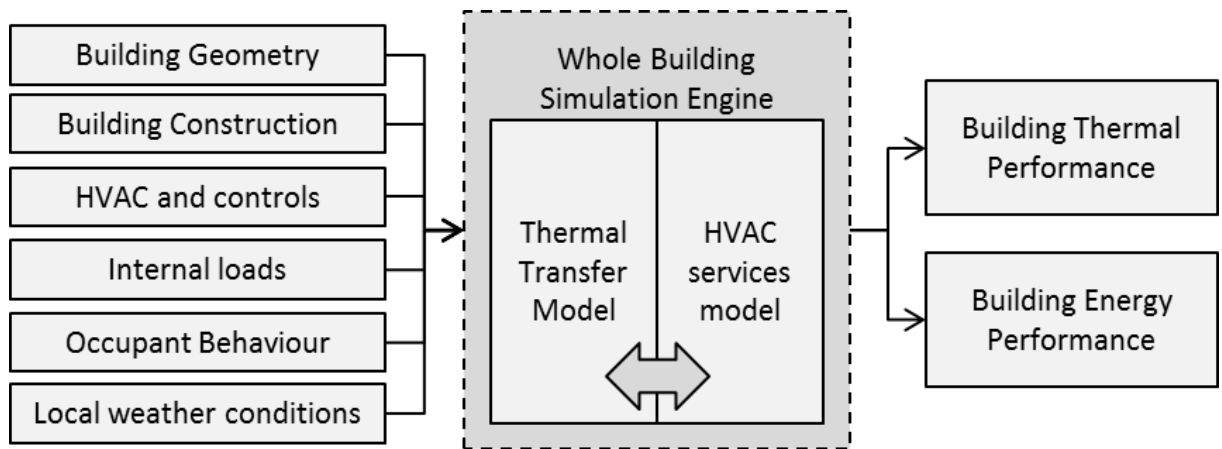 Building Geometry
Building Construction
HVAC and controls
Internal loads
Occupant Behaviour
Local weather conditions
Whole Building
Simulation Engine
Thermal
Transfer
Model
HVAC
services
model
Building Thermal
Performance
Building Energy
Performance